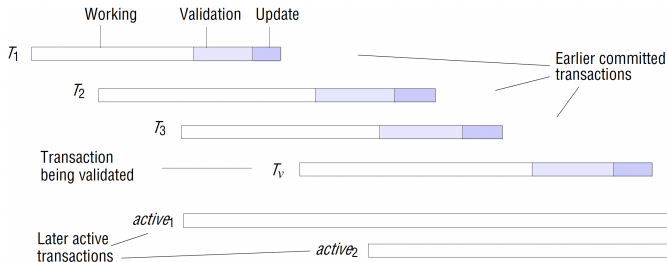 Working
Validation
Update
T1
Earlier committed
transactions
T2
T3
Transaction
being validated
Tv
active1
Later active
transactions
active2